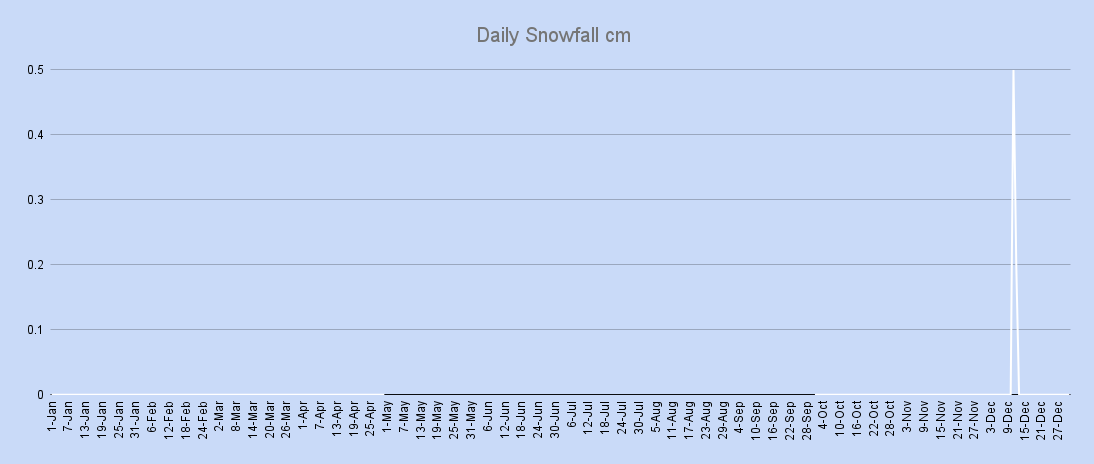 Daily Snowfall cm
0.5
0.4
0.3
0.2
0.1
0
1-Jan
7-Jan
13-Jan
19-Jan
25-Jan
31-Jan
6-Feb
12-Feb
18-Feb
24-Feb
2-Mar
8-Mar
14-Mar
20-Mar
26-Mar
1-Apr
7-Apr
13-Apr
19-Apr
25-Apr
1-May
7-May
13-May
19-May
25-May
31-May
6-Jun
12-Jun
18-Jun
24-Jun
30-Jun
6-Jul
12-Jul
18-Jul
24-Jul
30-Jul
5-Aug
11-Aug
17-Aug
23-Aug
29-Aug
4-Sep
10-Sep
16-Sep
22-Sep
28-Sep
4-Oct
10-Oct
16-Oct
22-Oct
28-Oct
3-Nov
9-Nov
15-Nov
21-Nov
27-Nov
3-Dec
9-Dec
15-Dec
21-Dec
27-Dec